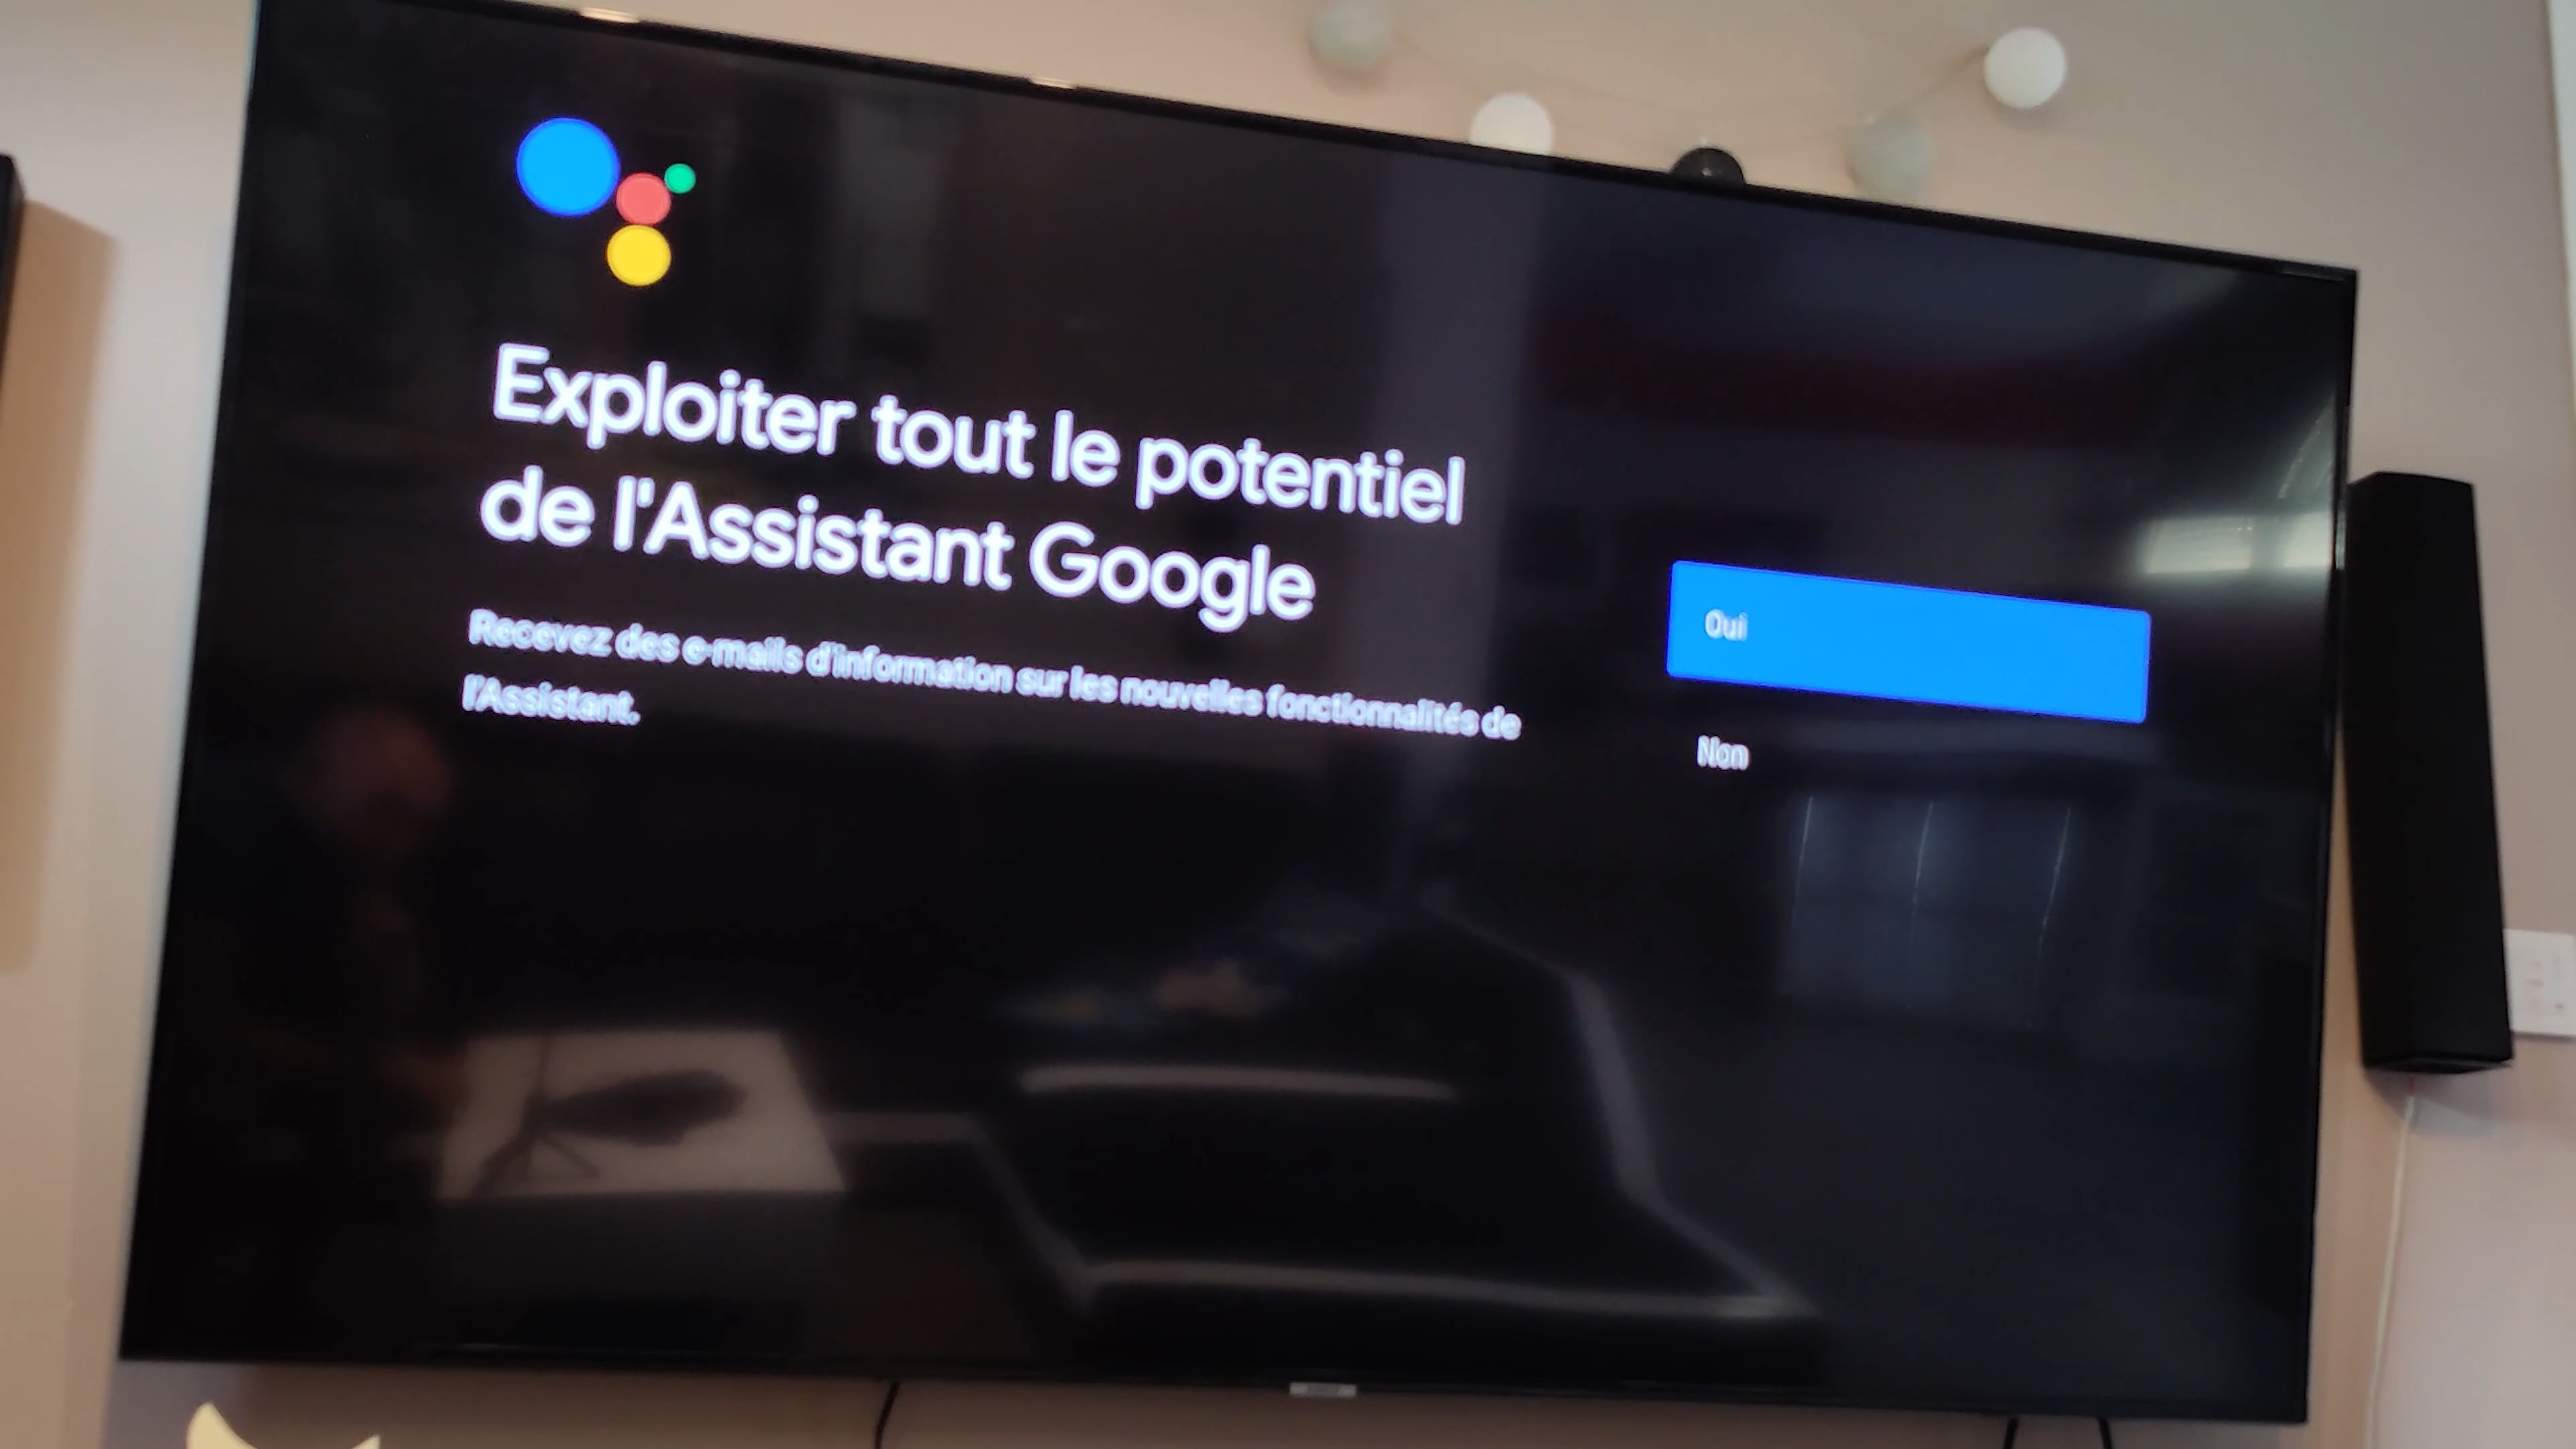 Exploiter tout le potentiel
de l'Assistant Google
Recevez des e-mails d'information sur les nouvelles fonctionnalités de
l'Assistant.
Oui
Non